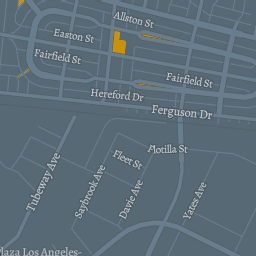 Allston St
Easton St
Fairfield St
Fairfield St
Hereford Dr
Ferguson Dr
Flotilla St
Fleer St
Tubeway Ave
Saybrook Ave
Davie Ave
Yates Ave
Plaza Los Angeles-